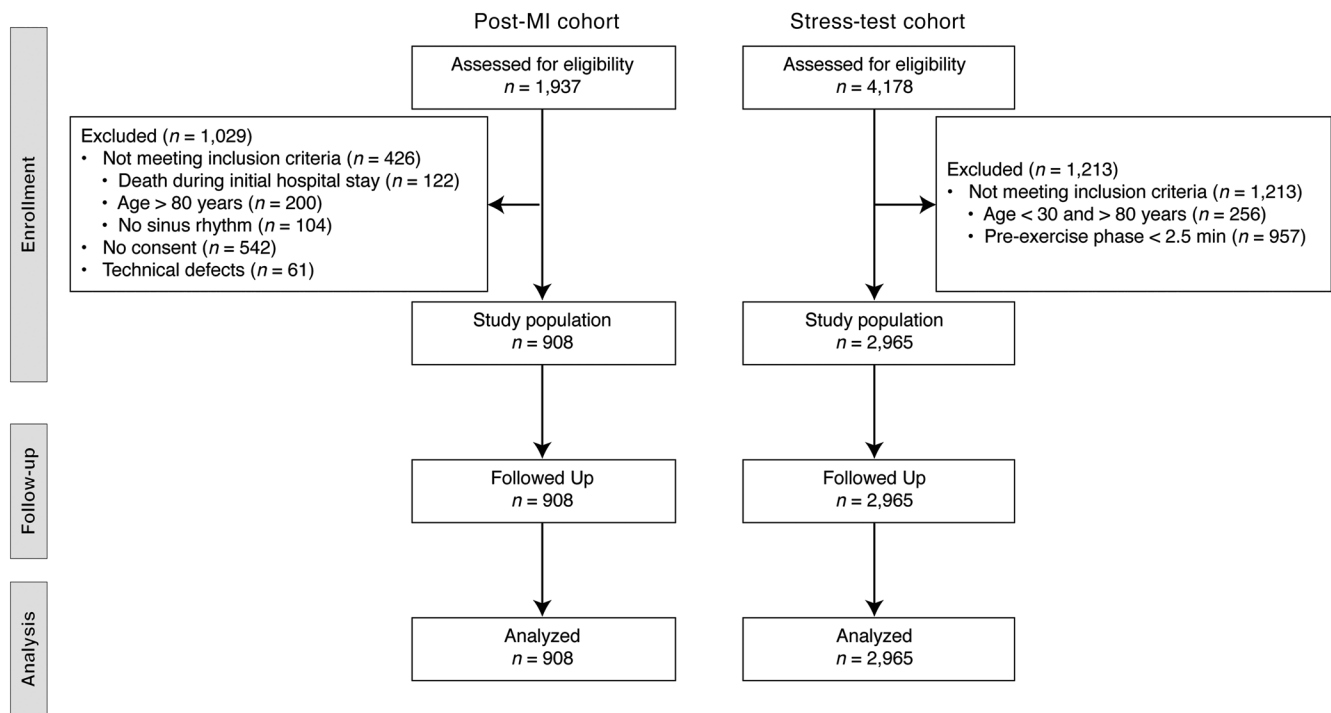 Post-MI cohort
Stress-test cohort
Enrollment
Assessed for eligibility
n = 1,937
Assessed for eligibility
n = 4,178
Excluded (n = 1,029)
• Not meeting inclusion criteria (n = 426)
• Death during initial hospital stay (n = 122)
• Age > 80 years (n = 200)
• No sinus rhythm (n = 104)
• No consent (n = 542)
• Technical defects (n = 61)
Excluded (n = 1,213)
• Not meeting inclusion criteria (n = 1,213)
• Age < 30 and > 80 years (n = 256)
• Pre-exercise phase < 2.5 min (n = 957)
Study population
n = 908
Study population
n = 2,965
Follow-up
Followed Up
n = 908
Followed Up
n = 2,965
Analysis
Analyzed
n = 908
Analyzed
n = 2,965